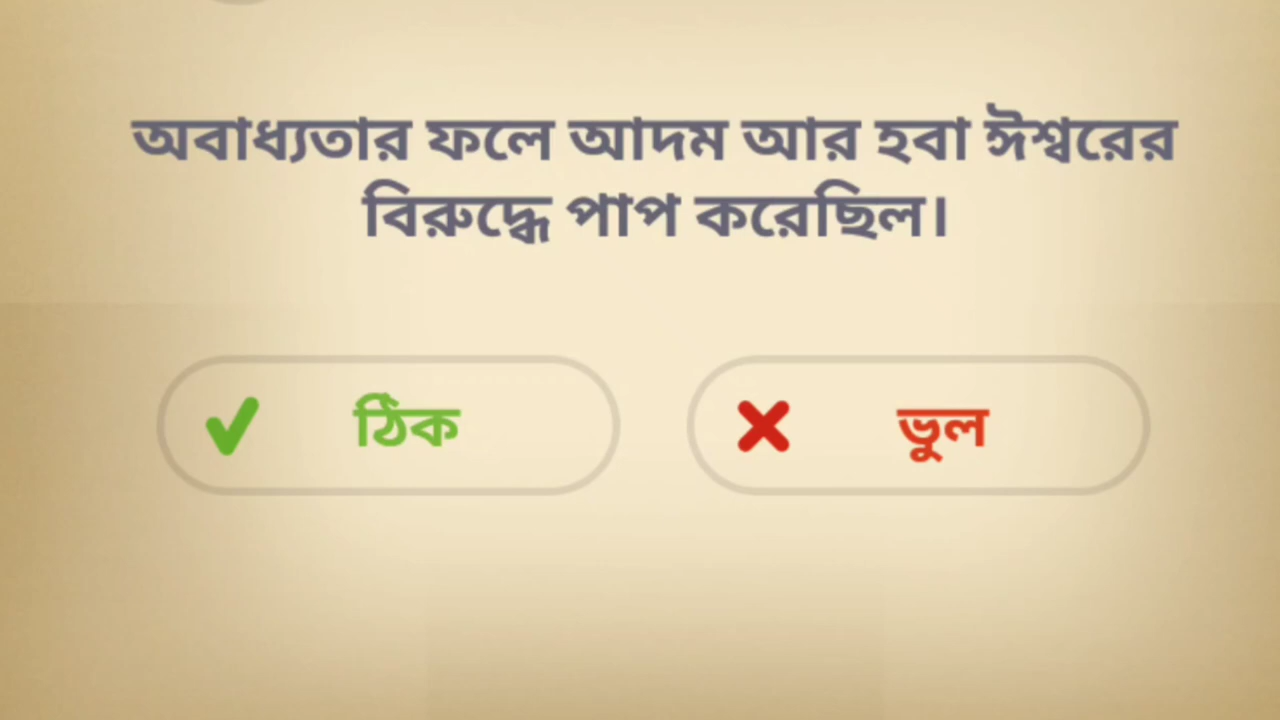 অবাধ্যতার ফলে আদম আর হবা ঈশ্বরের
বিরুদ্ধে পাপ করেছিল।
ঠিক
ভুল